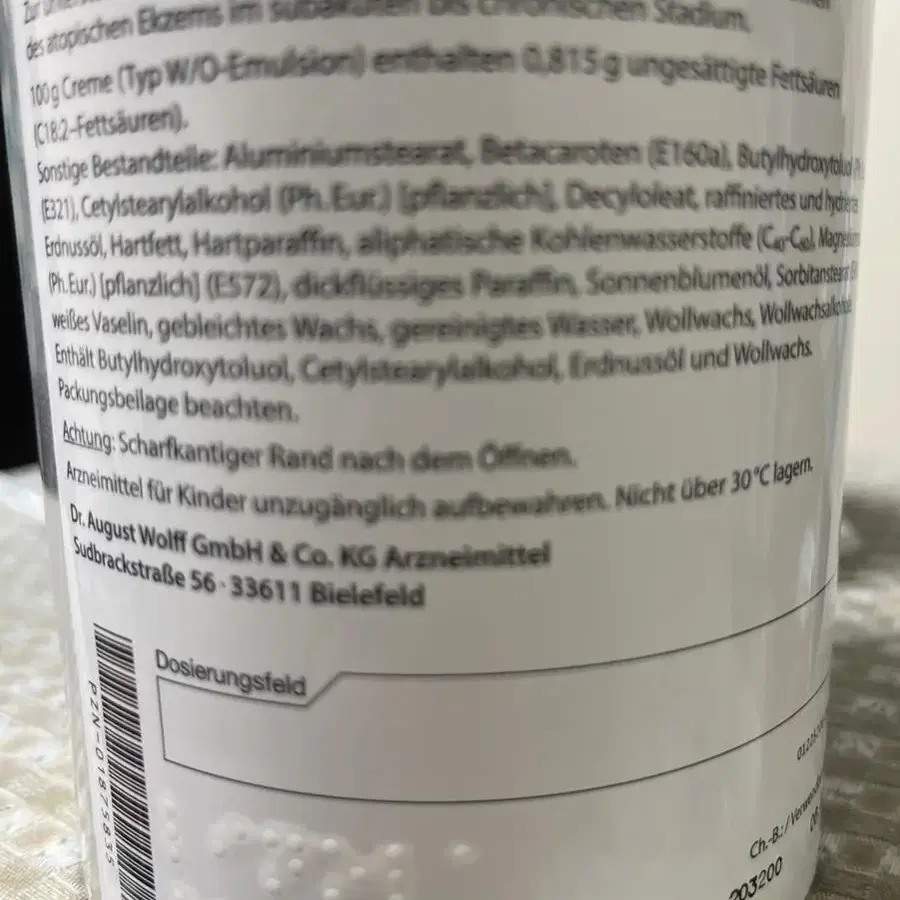 des atopischen Ekzems im subakuten bis chronischen Stadium.
100 g Creme (Typ W/O-Emulsion) enthalten 0,815 g ungesättigte Fettsäuren
(C18:2-Fettsäuren).
Sonstige Bestandteile: Aluminiumstearat, Betacaroten (E160a), Butylhydroxytoluol
(E321), Cetylstearylalkohol (Ph. Eur.) [pflanzlich], Decyloleat, raffiniertes und
Erdnussöl, Hartfett, Hartparaffin, aliphatische Kohlenwasserstoffe (C40-C60),
(Ph. Eur.) [pflanzlich] (E572), dickflüssiges Paraffin, Sonnenblumenöl, Sorbitanstearat
weißes Vaselin, gebleichtes Wachs, gereinigtes Wasser, Wollwachs, Wollwachsalkohole
Enthält Butylhydroxytoluol, Cetylstearylalkohol, Erdnussöl und Wollwachs.
Packungsbeilage beachten.
Achtung: Scharfkantiger Rand nach dem Öffnen.
Arzneimittel für Kinder unzugänglich aufbewahren. Nicht über 30 °C lagern.
Dr. August Wolff GmbH & Co. KG Arzneimittel
Sudbrackstraße 56 · 33611 Bielefeld
Dosierungsfeld
PZN-01875835
Ch.-B.: /
203200